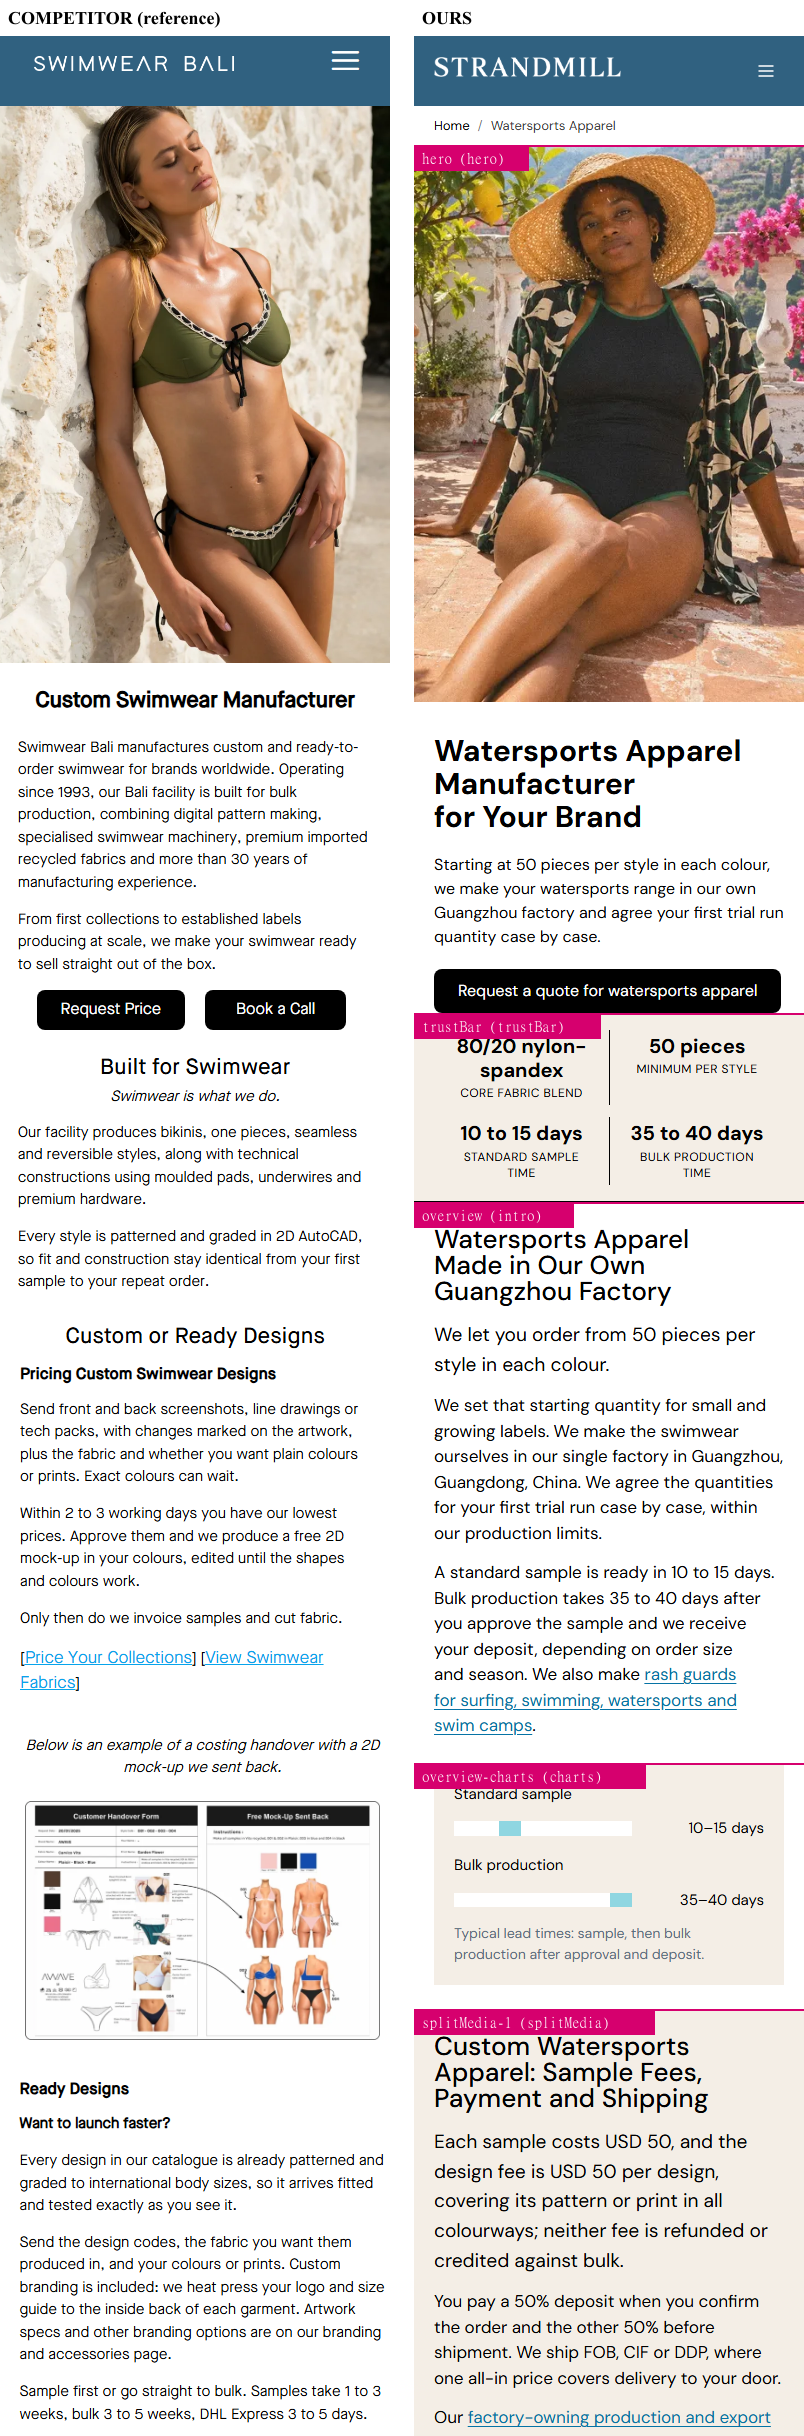 COMPETITOR (reference)
SWIMWEAR BALI
Custom Swimwear Manufacturer
Swimwear Bali manufactures custom and ready-to-
order swimwear for brands worldwide. Operating
since 1993, our Bali facility is built for bulk
production, combining digital pattern making,
specialised swimwear machinery, premium imported
recycled fabrics and more than 30 years of
manufacturing experience.
From first collections to established labels
producing at scale, we make your swimwear ready
to sell straight out of the box.
Request Price
Book a Call
Built for Swimwear
Swimwear is what we do.
Our facility produces bikinis, one pieces, seamless
and reversible styles, along with technical
constructions using moulded pads, underwires and
premium hardware.
Every style is patterned and graded in 2D AutoCAD,
so fit and construction stay identical from your first
sample to your repeat order.
Custom or Ready Designs
Pricing Custom Swimwear Designs
Send front and back screenshots, line drawings or
tech packs, with changes marked on the artwork,
plus the fabric and whether you want plain colours
or prints. Exact colours can wait.
Within 2 to 3 working days you have our lowest
prices. Approve them and we produce a free 2D
mock-up in your colours, edited until the shapes
and colours work.
Only then do we invoice samples and cut fabric.
[Price Your Collections] [View Swimwear
Fabrics]
Below is an example of a costing handover with a 2D
mock-up we sent back.
Customer Handover Form
Free Mock-Up Sent Back
Instructions:
AWAVE
Ready Designs
Want to launch faster?
Every design in our catalogue is already patterned and
graded to international body sizes, so it arrives fitted
and tested exactly as you see it.
Send the design codes, the fabric you want them
produced in, and your colours or prints. Custom
branding is included: we heat press your logo and size
guide to the inside back of each garment. Artwork
specs and other branding options are on our branding
and accessories page.
Sample first or go straight to bulk. Samples take 1 to 3
weeks, bulk 3 to 5 weeks, DHL Express 3 to 5 days.
OURS
STRANDMILL
Home / Watersports Apparel
hero (hero)
Watersports Apparel
Manufacturer
for Your Brand
Starting at 50 pieces per style in each colour,
we make your watersports range in our own
Guangzhou factory and agree your first trial run
quantity case by case.
Request a quote for watersports apparel
trustBar (trustBar)
80/20 nylon-
spandex
CORE FABRIC BLEND
50 pieces
MINIMUM PER STYLE
10 to 15 days
STANDARD SAMPLE
TIME
35 to 40 days
BULK PRODUCTION
TIME
overview (intro)
Watersports Apparel
Made in Our Own
Guangzhou Factory
We let you order from 50 pieces per
style in each colour.
We set that starting quantity for small and
growing labels. We make the swimwear
ourselves in our single factory in Guangzhou,
Guangdong, China. We agree the quantities
for your first trial run case by case, within
our production limits.
A standard sample is ready in 10 to 15 days.
Bulk production takes 35 to 40 days after
you approve the sample and we receive
your deposit, depending on order size
and season. We also make rash guards
for surfing, swimming, watersports and
swim camps.
overview-charts (charts)
Standard sample
10–15 days
Bulk production
35–40 days
Typical lead times: sample, then bulk
production after approval and deposit.
splitMedia-1 (splitMedia)
Custom Watersports
Apparel: Sample Fees,
Payment and Shipping
Each sample costs USD 50, and the
design fee is USD 50 per design,
covering its pattern or print in all
colourways; neither fee is refunded or
credited against bulk.
You pay a 50% deposit when you confirm
the order and the other 50% before
shipment. We ship FOB, CIF or DDP, where
one all-in price covers delivery to your door.
Our factory-owning production and export